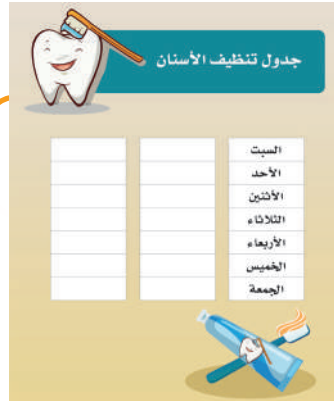 جدول تنظيف الأسنان
السبت
الأحد
الأثنين
الثلاثاء
الأربعاء
الخميس
الجمعة